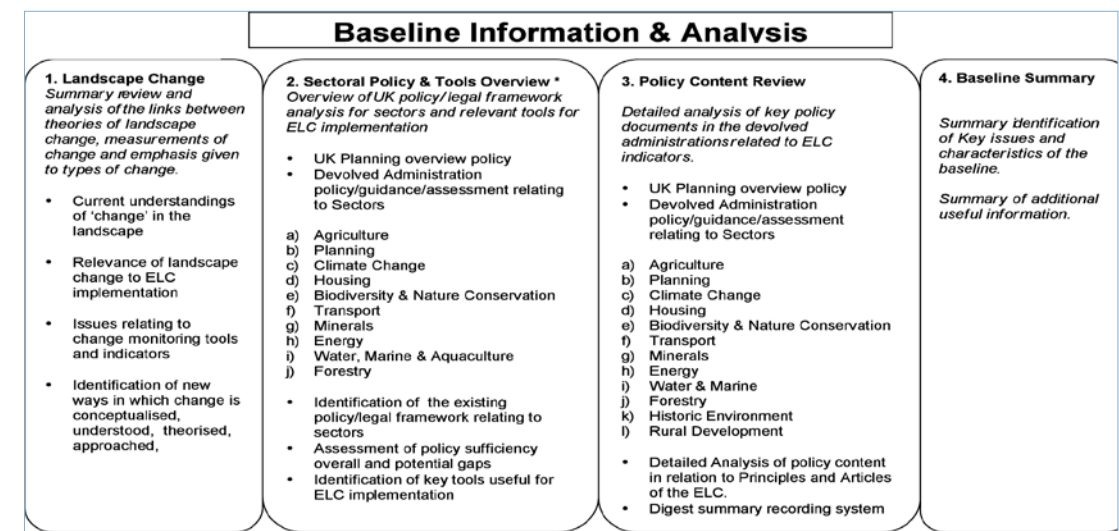 Baseline Information & Analysis
1. Landscape Change
Summary review and
analysis of the links between
theories of landscape
change, measurements of
change and emphasis given
to types of change.
• Current understandings
of ‘change’ in the
landscape
• Relevance of landscape
change to ELC
implementation
• Issues relating to
change monitoring tools
and indicators
• Identification of new
ways in which change is
conceptualised,
understood, theorised,
approached,
2. Sectoral Policy & Tools Overview *
Overview of UK policy/legal framework
analysis for sectors and relevant tools for
ELC implementation
• UK Planning overview policy
• Devolved Administration
policy/guidance/assessment relating
to Sectors
a) Agriculture
b) Planning
c) Climate Change
d) Housing
e) Biodiversity & Nature Conservation
f) Transport
g) Minerals
h) Energy
i) Water, Marine & Aquaculture
j) Forestry
• Identification of the existing
policy/legal framework relating to
sectors
• Assessment of policy sufficiency
overall and potential gaps
• Identification of key tools useful for
ELC implementation
3. Policy Content Review
Detailed analysis of key policy
documents in the devolved
administrations related to ELC
indicators.
• UK Planning overview policy
• Devolved Administration
policy/guidance/assessment
relating to Sectors
a) Agriculture
b) Planning
c) Climate Change
d) Housing
e) Biodiversity & Nature Conservation
f) Transport
g) Minerals
h) Energy
i) Water & Marine
j) Forestry
k) Historic Environment
l) Rural Development
• Detailed Analysis of policy content
in relation to Principles and Articles
of the ELC.
• Digest summary recording system
4. Baseline Summary
Summary identification
of Key issues and
characteristics of the
baseline.
Summary of additional
useful information.